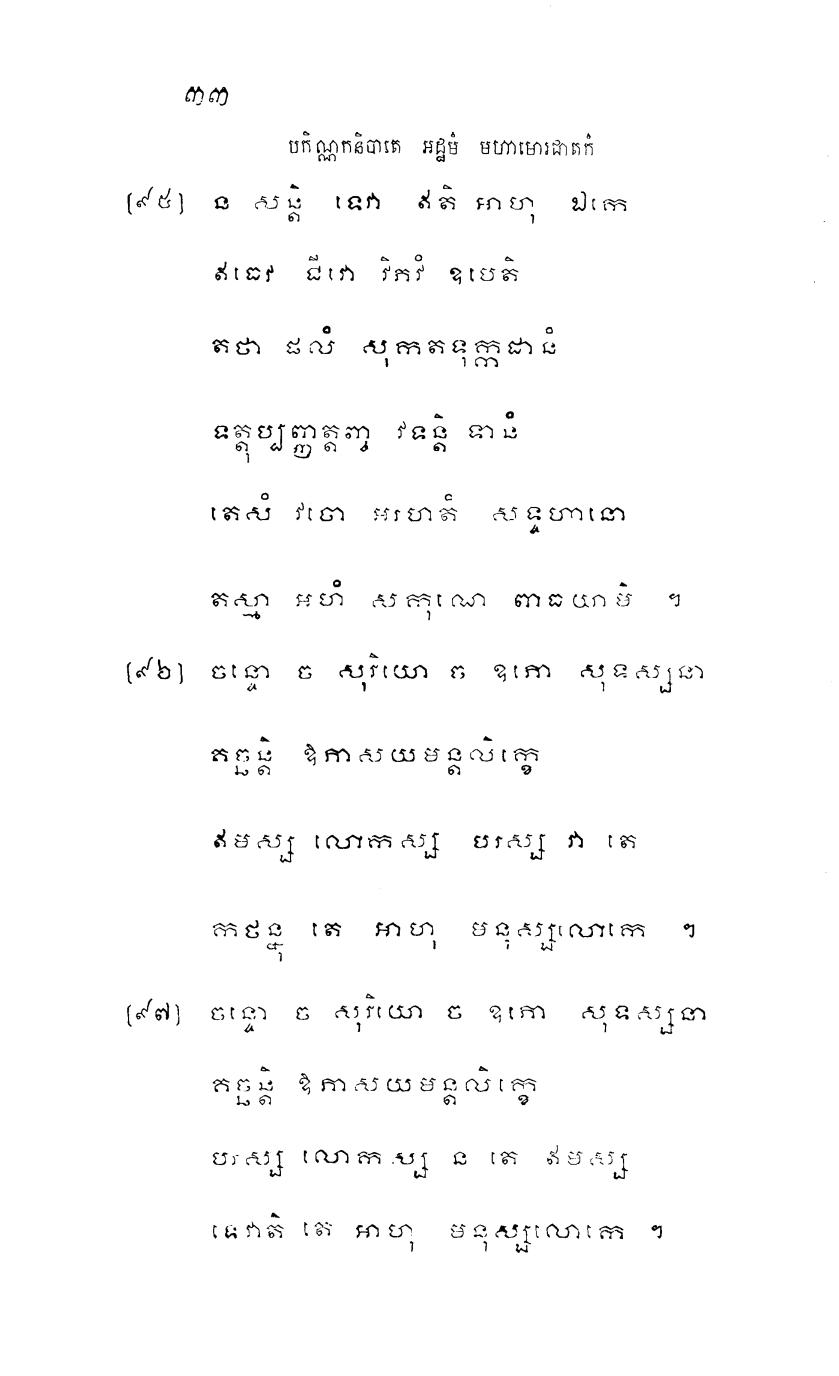 ៣៣
បកិណ្ណកនិបាតេ អដ្ឋមំ មហាមោរជាតកំ
[៩៥] ន សន្តិ ទេវា ឥតិ អាហុ ឯកេ
ឥធេវ ជីវោ វិភវំ ឧបេតិ
តថា ផលំ សុកតទុក្កដានំ
ទត្តុប្បញ្ញត្តញ្ច វទន្តិ ទានំ
តេសំ វចោ អរហតំ សទ្ទហានោ
តស្មា អហំ សកុណេ ពាធយាមិ ។
[៩៦] ចន្ទោ ច សុរិយោ ច ឧភោ សុទស្សនា
គច្ឆន្តិ ឱភាសយមន្តលិក្ខេ
ឥមស្ស លោកស្ស បរស្ស វា តេ
កថន្នុ តេ អាហុ មនុស្សលោកេ ។
[៩៧] ចន្ទោ ច សុរិយោ ច ឧភោ សុទស្សនា
គច្ឆន្តិ ឱភាសយមន្តលិក្ខេ
បរស្ស លោកស្ស ន តេ ឥមស្ស
ទេវាតិ តេ អាហុ មនុស្សលោកេ ។